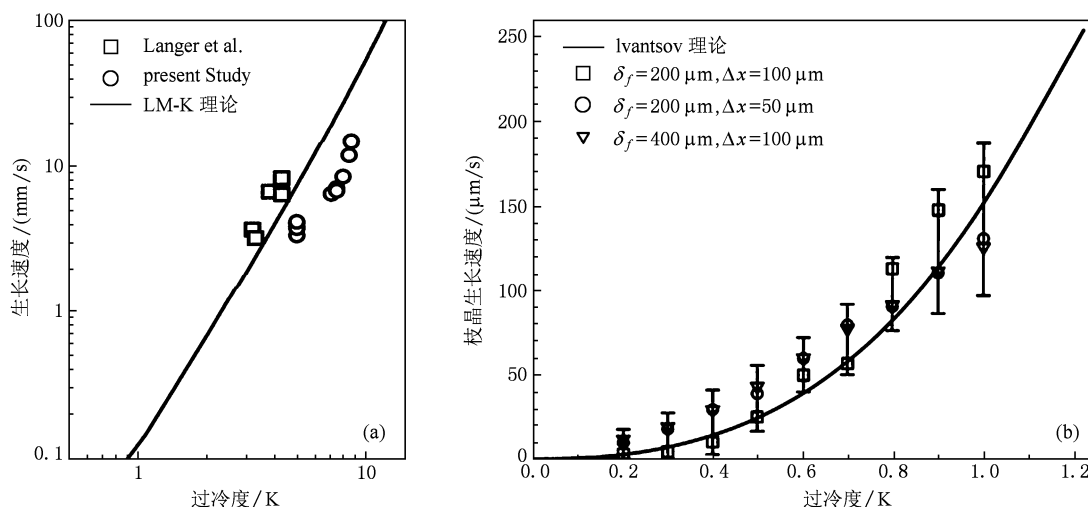 100
10
1
0.1
生长速度/(mm/s)
□ Langer et al.
○ present Study
LM-K 理论
(a)
1
10
过冷度/K
250
200
150
100
50
0
枝晶生长速度/(μm/s)
lvantsov 理论
δf=200 μm,Δx=100 μm
δf=200 μm,Δx=50 μm
δf=400 μm,Δx=100 μm
(b)
0.0 0.2 0.4 0.6 0.8 1.0 1.2
过冷度/K